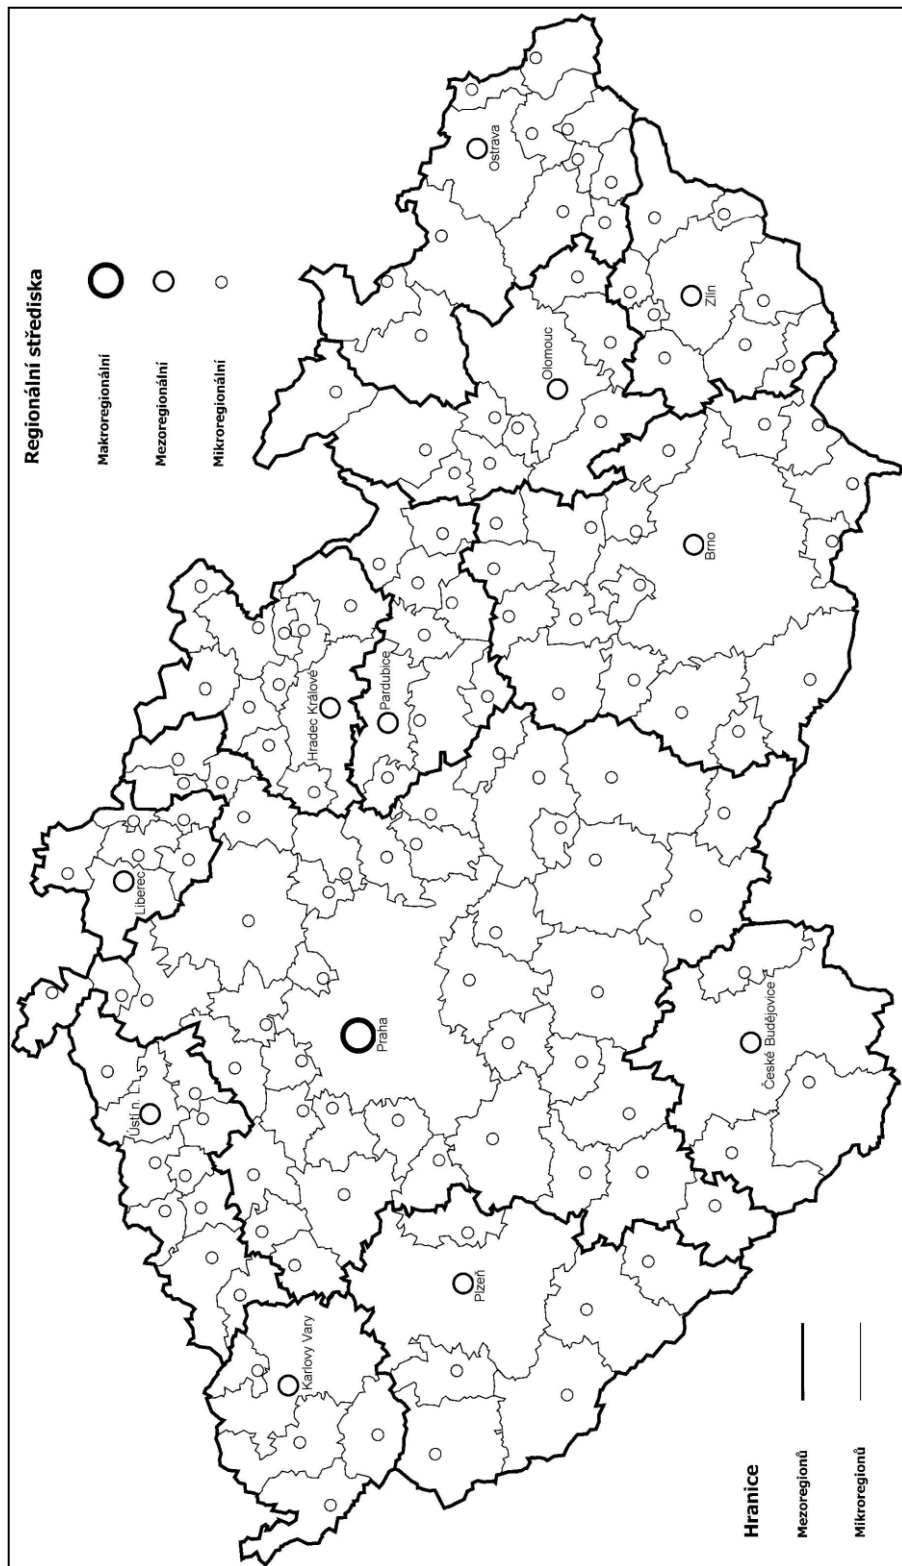 Regionální střediska
Makroregionální
Mezoregionální
Mikroregionální
Karlovy Vary
Plzeň
Ústí n.
Praha
České Budějovice
Liberec
Hradec Králové
Pardubice
Brno
Olomouc
Zlín
Ostrava
Hranice
Mezoregionů
Mikroregionů